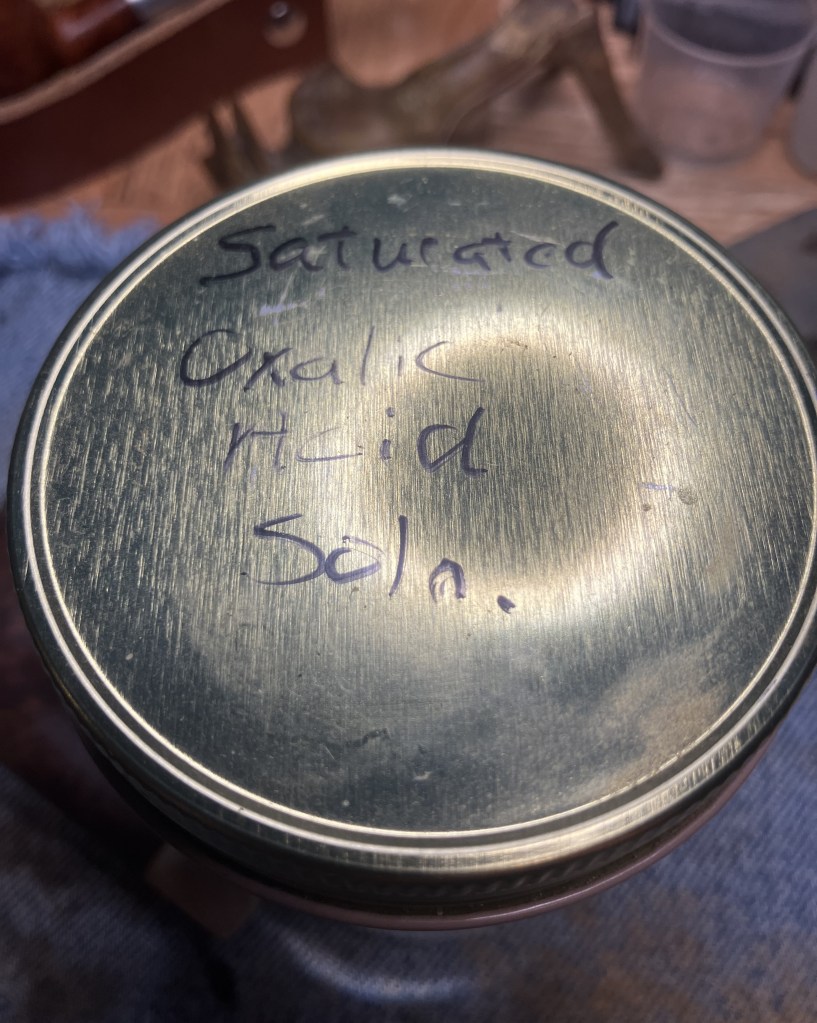 Saturated
Oxalic
Acid
Soln.